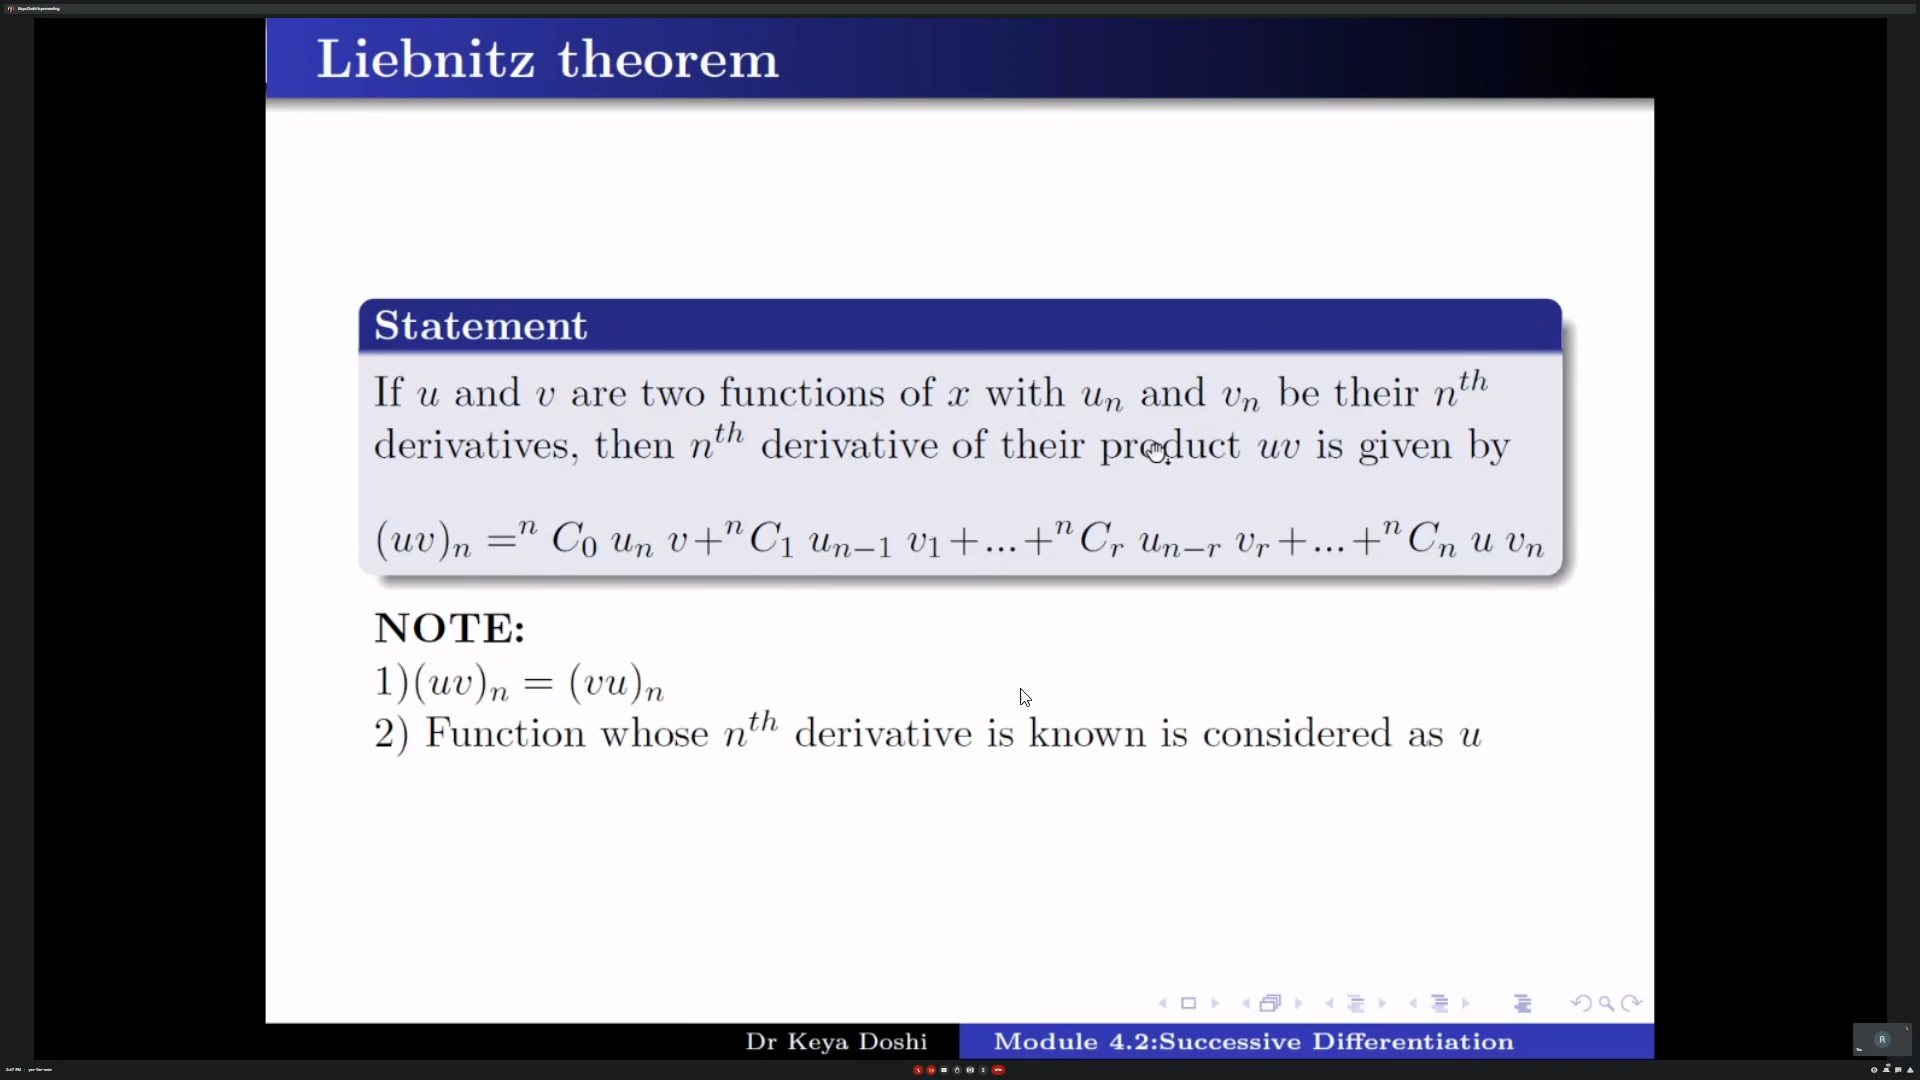 Liebnitz theorem
Statement
If u and v are two functions of x with uₙ and vₙ be their nᵗʰ
derivatives, then nᵗʰ derivative of their product uv is given by
(uv)ₙ =ⁿ C₀ uₙ v+ⁿC₁ uₙ₋₁ v₁+...+ⁿCᵣ uₙ₋ᵣ vᵣ+...+ⁿCₙ u vₙ
NOTE:
1)(uv)ₙ = (vu)ₙ
2) Function whose nᵗʰ derivative is known is considered as u
Dr Keya Doshi
Module 4.2:Successive Differentiation
R